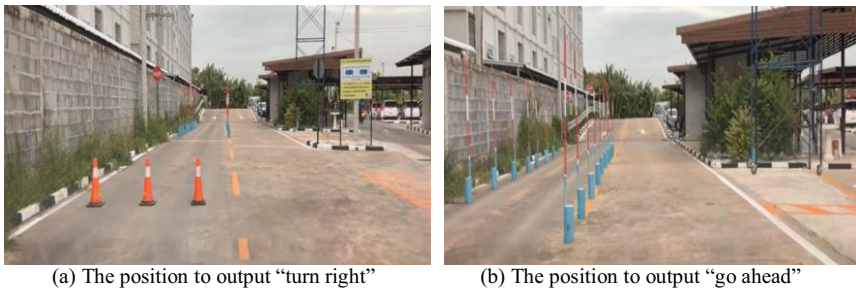 (a) The position to output “turn right”
(b) The position to output “go ahead”